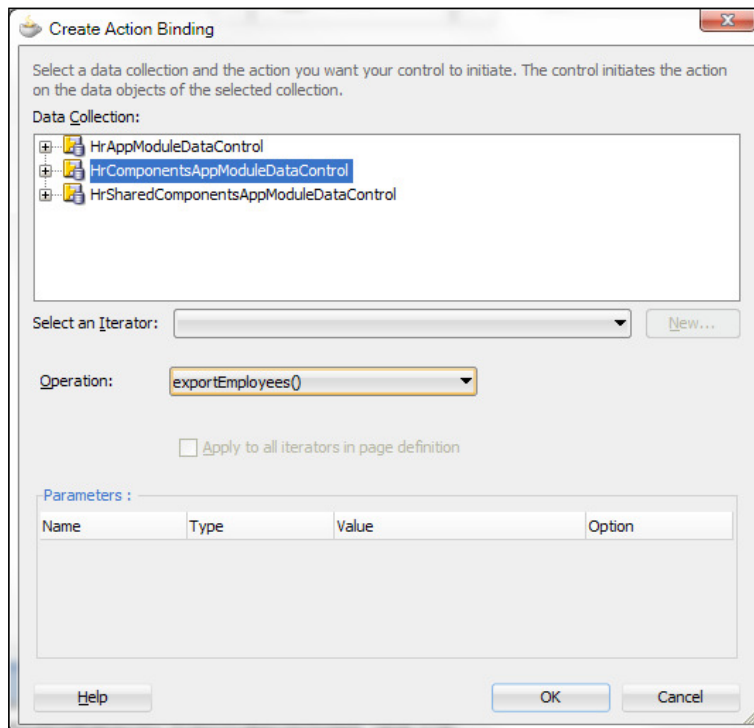 Create Action Binding
Select a data collection and the action you want your control to initiate. The control initiates the action
on the data objects of the selected collection.
Data Collection:
HrAppModuleDataControl
HrComponentsAppModuleDataControl
HrSharedComponentsAppModuleDataControl
Select an Iterator: New...
Operation: exportEmployees()
Apply to all iterators in page definition
Parameters :
Name Type Value Option
Help OK Cancel